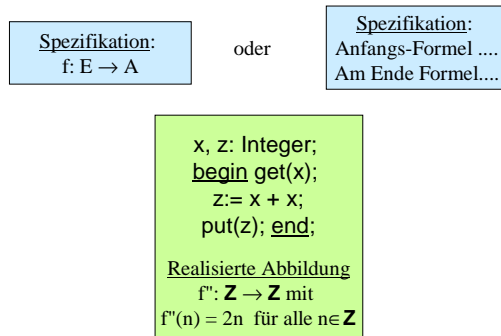 Spezifikation:
f: E → A
oder
Spezifikation:
Anfangs-Formel ....
Am Ende Formel....
x, z: Integer;
begin get(x);
z:= x + x;
put(z); end;
Realisierte Abbildung
f": Z → Z mit
f"(n) = 2n für alle n∈Z